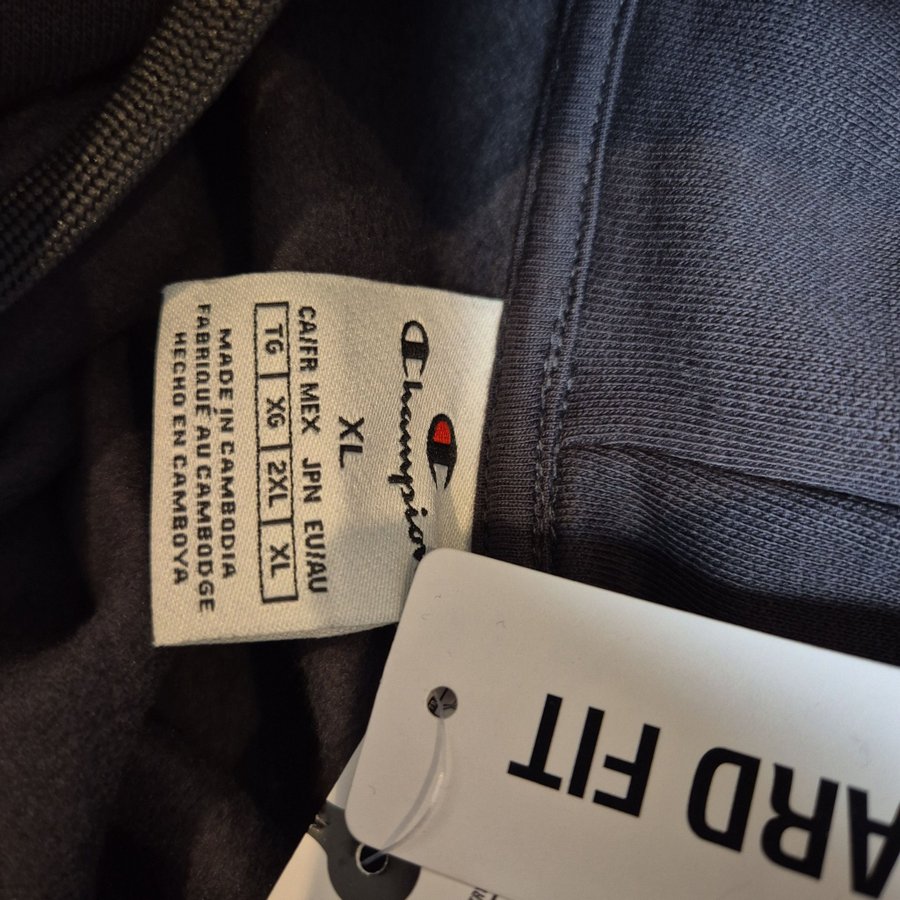 Champion
XL
CA/FR MEX JPN EU/AU
TG XG 2XL XL
MADE IN CAMBODIA
FABRIQUÉ AU CAMBODGE
HECHO EN CAMBOYA
ARD FIT